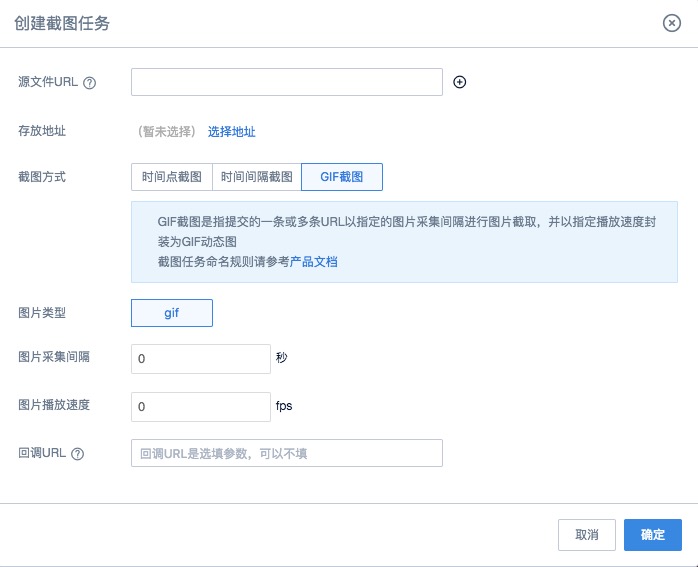 创建截图任务
源文件URL
存放地址 （暂未选择） 选择地址
截图方式 时间点截图 时间间隔截图 GIF截图
GIF截图是指提交的一条或多条URL以指定的图片采集间隔进行图片截取，并以指定播放速度封
装为GIF动态图
截图任务命名规则请参考产品文档
图片类型 gif
图片采集间隔 0 秒
图片播放速度 0 fps
回调URL 回调URL是选填参数，可以不填
取消 确定